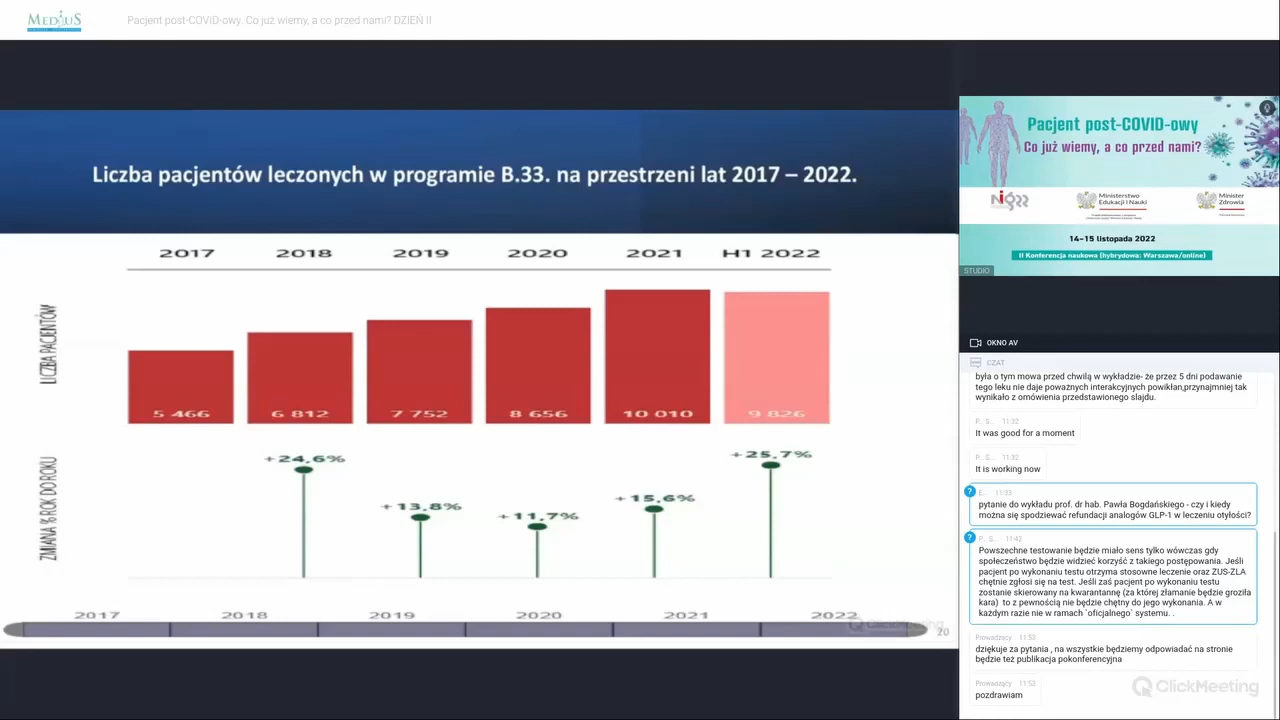 MEDIUS
Pacjent post-COVID-owy. Co już wiemy, a co przed nami? DZIEŃ II
Liczba pacjentów leczonych w programie B.33. na przestrzeni lat 2017 – 2022.
2017 2018 2019 2020 2021 H1 2022
LICZBA PACJENTÓW
5 466 6 812 7 752 8 656 10 010 9 826
ZMIANA % ROK DO ROKU
+24,6% +13,8% +11,7% +15,6% +25,7%
2017 2018 2019 2020 2021 2022
ClickMeeting
20
Pacjent post-COVID-owy
Co już wiemy, a co przed nami?
Ministerstwo
Edukacji i Nauki
Minister
Zdrowia
14–15 listopada 2022
II Konferencja naukowa (hybrydowa: Warszawa/online)
STUDIO
OKNO AV
CZAT
była o tym mowa przed chwilą w wykładzie- że przez 5 dni podawanie
tego leku nie daje poważnych interakcyjnych powikłan,przynajmniej tak
wynikało z omówienia przedstawionego slajdu.
P.. S... 11:32
It was good for a moment
P.. S... 11:32
It is working now
E... 11:33
pytanie do wykładu prof. dr hab. Pawła Bogdańskiego - czy i kiedy
można się spodziewać refundacji analogów GLP-1 w leczeniu otyłości?
P.. S... 11:42
Powszechne testowanie będzie miało sens tylko wówczas gdy
społeczeństwo będzie widzieć korzyść z takiego postępowania. Jeśli
pacjent po wykonaniu testu otrzyma stosowne leczenie oraz ZUS-ZLA
chętnie zgłosi się na test. Jeśli zaś pacjent po wykonaniu testu
zostanie skierowany na kwarantannę (za której złamanie będzie groziła
kara) to z pewnością nie będzie chętny do jego wykonania. A w
każdym razie nie w ramach `oficjalnego` systemu. .
Prowadzący 11:53
dziękuje za pytania , na wszystkie będziemy odpowiadać na stronie
będzie tez publikacja pokonferencyjna
Prowadzący 11:53
pozdrawiam
ClickMeeting